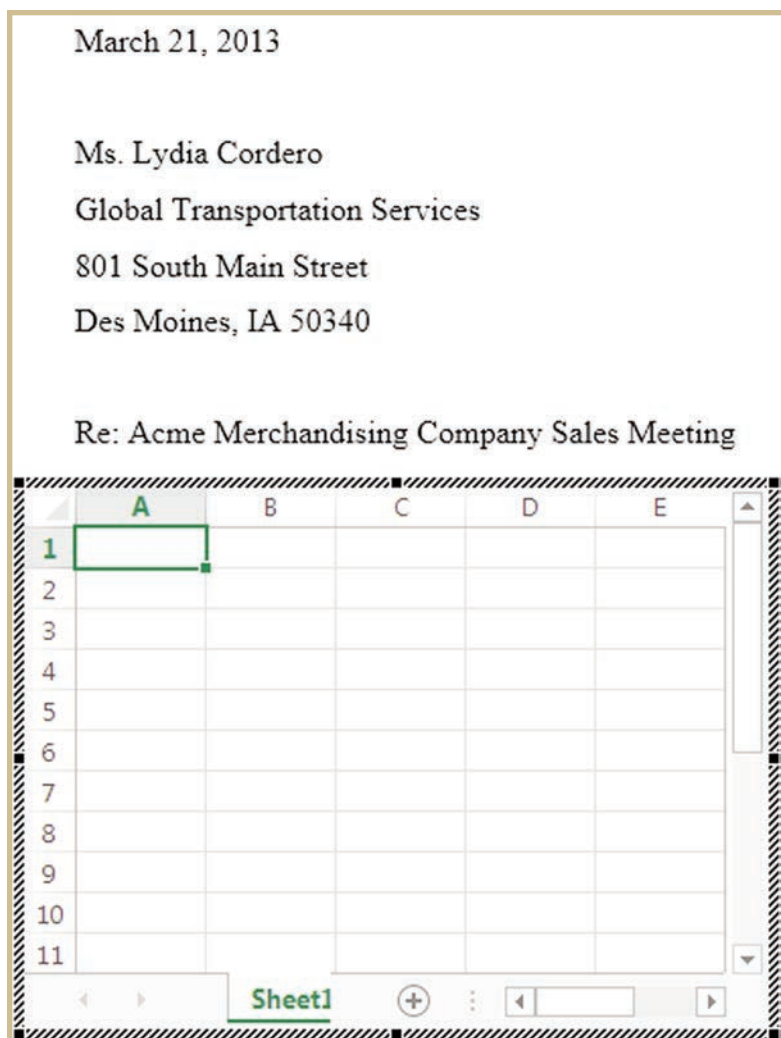 March 21, 2013
Ms. Lydia Cordero
Global Transportation Services
801 South Main Street
Des Moines, IA 50340
Re: Acme Merchandising Company Sales Meeting
A B C D E
1
2
3
4
5
6
7
8
9
10
11
Sheet1